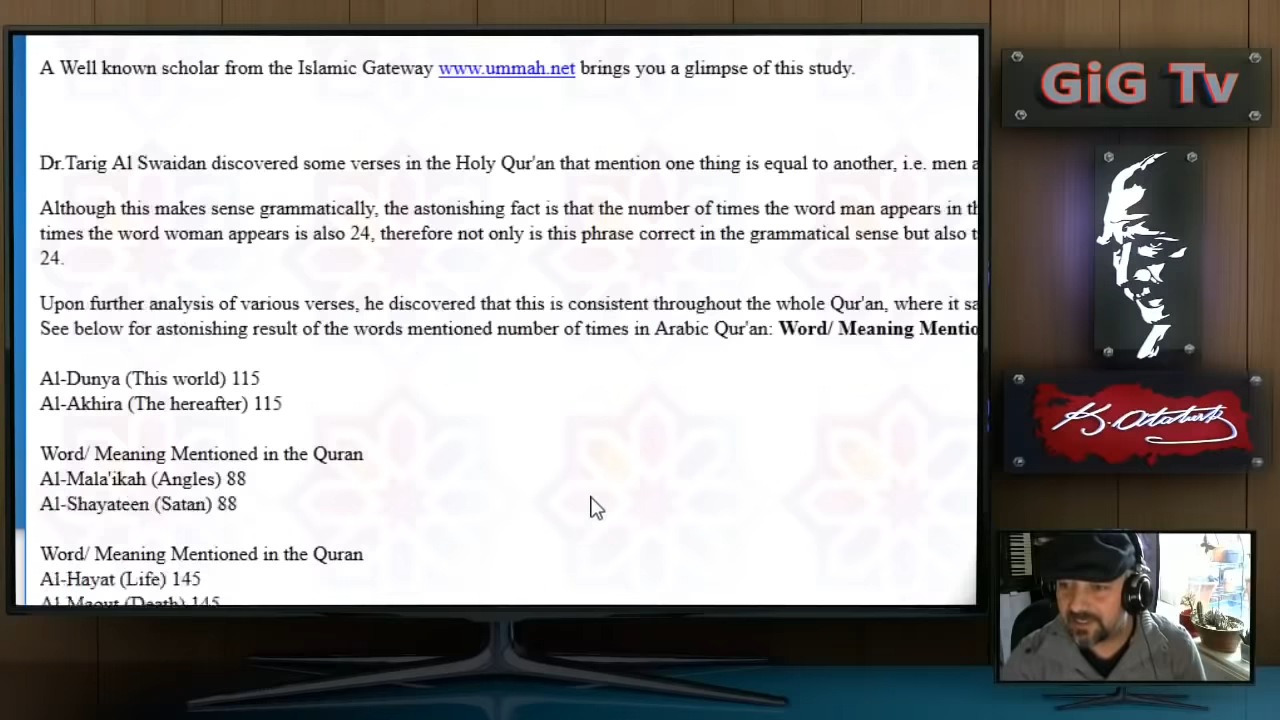 A Well known scholar from the Islamic Gateway www.ummah.net brings you a glimpse of this study.
Dr.Tarig Al Swaidan discovered some verses in the Holy Qur'an that mention one thing is equal to another, i.e. men a
Although this makes sense grammatically, the astonishing fact is that the number of times the word man appears in th
times the word woman appears is also 24, therefore not only is this phrase correct in the grammatical sense but also t
24.
Upon further analysis of various verses, he discovered that this is consistent throughout the whole Qur'an, where it sa
See below for astonishing result of the words mentioned number of times in Arabic Qur'an: Word/ Meaning Mentio
Al-Dunya (This world) 115
Al-Akhira (The hereafter) 115
Word/ Meaning Mentioned in the Quran
Al-Mala'ikah (Angles) 88
Al-Shayateen (Satan) 88
Word/ Meaning Mentioned in the Quran
Al-Hayat (Life) 145
Al-Maout (Death) 145
GiG Tv
K. Atatürk